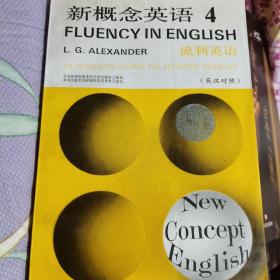 新概念英语 4
FLUENCY IN ENGLISH
L. G. ALEXANDER 流利英语
AN INTEGRATED COURSE FOR ADVANCED STUDENTS
（英汉对照）
New
Concept
English